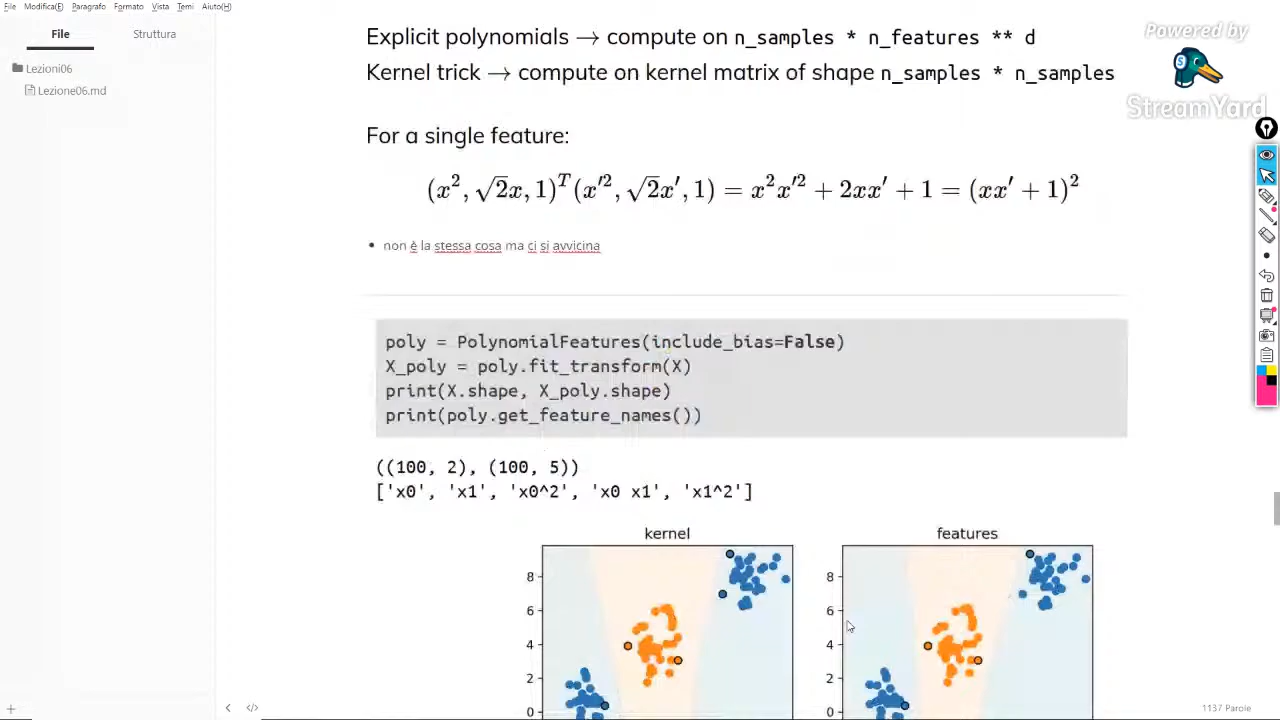 File Modifica(E) Paragrafo Formato Vista Temi Aiuto(H)
File Struttura
Lezioni06
Lezione06.md
Explicit polynomials → compute on n_samples * n_features ** d
Kernel trick → compute on kernel matrix of shape n_samples * n_samples
For a single feature:
(x², √2x, 1)ᵀ(x′², √2x′, 1) = x²x′² + 2xx′ + 1 = (xx′ + 1)²
• non è la stessa cosa ma ci si avvicina
poly = PolynomialFeatures(include_bias=False)
X_poly = poly.fit_transform(X)
print(X.shape, X_poly.shape)
print(poly.get_feature_names())
((100, 2), (100, 5))
['x0', 'x1', 'x0^2', 'x0 x1', 'x1^2']
kernel features
8 8
6 6
4 4
2 2
0 0
Powered by
StreamYard
1137 Parole